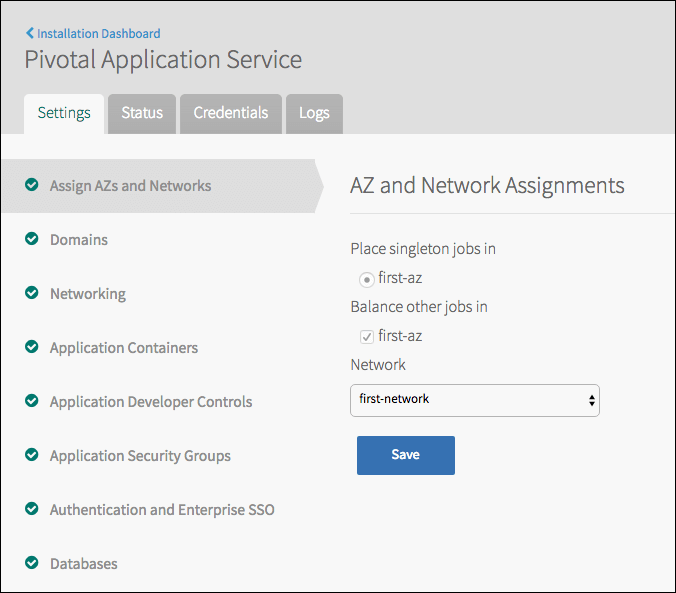 Installation Dashboard
Pivotal Application Service
Settings
Status
Credentials
Logs
Assign AZs and Networks
Domains
Networking
Application Containers
Application Developer Controls
Application Security Groups
Authentication and Enterprise SSO
Databases
AZ and Network Assignments
Place singleton jobs in
first-az
Balance other jobs in
first-az
Network
first-network
Save